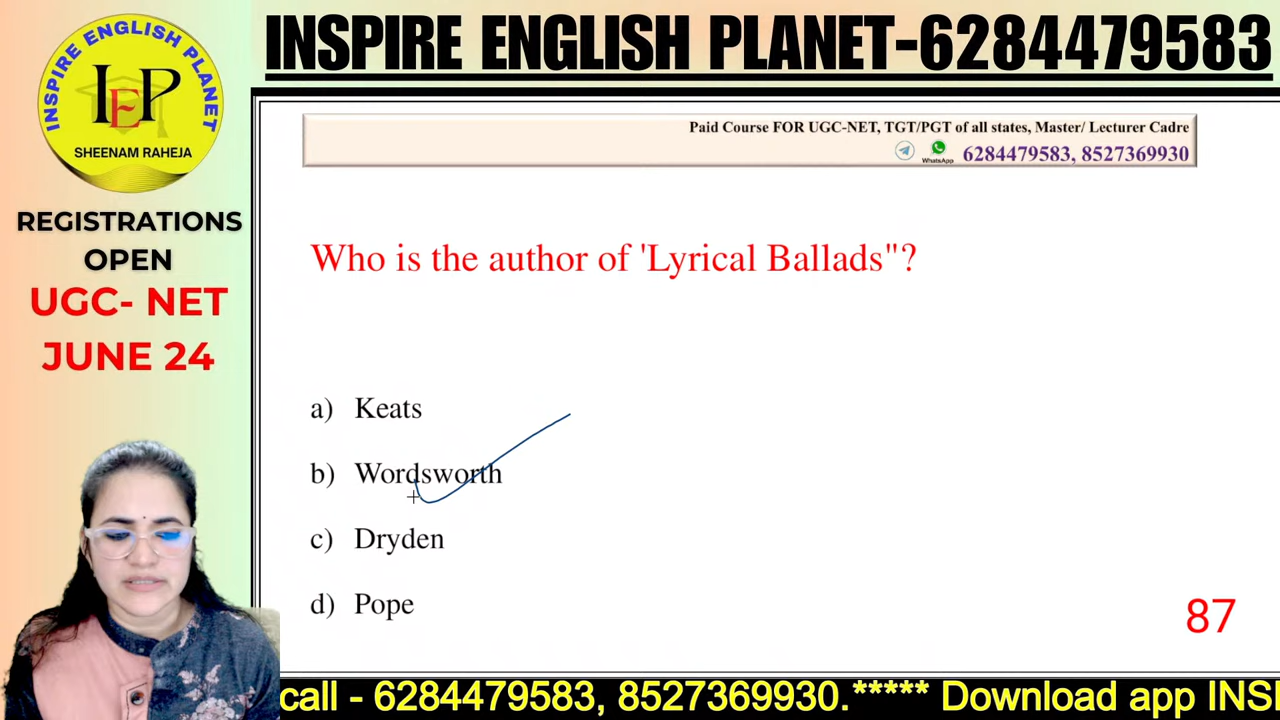 INSPIRE ENGLISH PLANET
IEP
SHEENAM RAHEJA
INSPIRE ENGLISH PLANET-6284479583
Paid Course FOR UGC-NET, TGT/PGT of all states, Master/ Lecturer Cadre
WhatsApp
6284479583, 8527369930
REGISTRATIONS
OPEN
UGC- NET
JUNE 24
Who is the author of 'Lyrical Ballads"?
a) Keats
b) Wordsworth
c) Dryden
d) Pope
87
call - 6284479583, 8527369930.***** Download app INSI